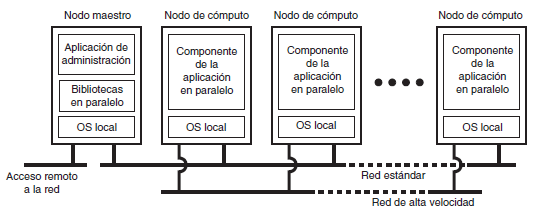 Nodo maestro
Nodo de cómputo
Nodo de cómputo
Nodo de cómputo
Aplicación de
administración
Bibliotecas
en paralelo
OS local
Componente
de la
aplicación
en paralelo
OS local
Componente
de la
aplicación
en paralelo
OS local
Componente
de la
aplicación
en paralelo
OS local
Acceso remoto
a la red
Red estándar
Red de alta velocidad